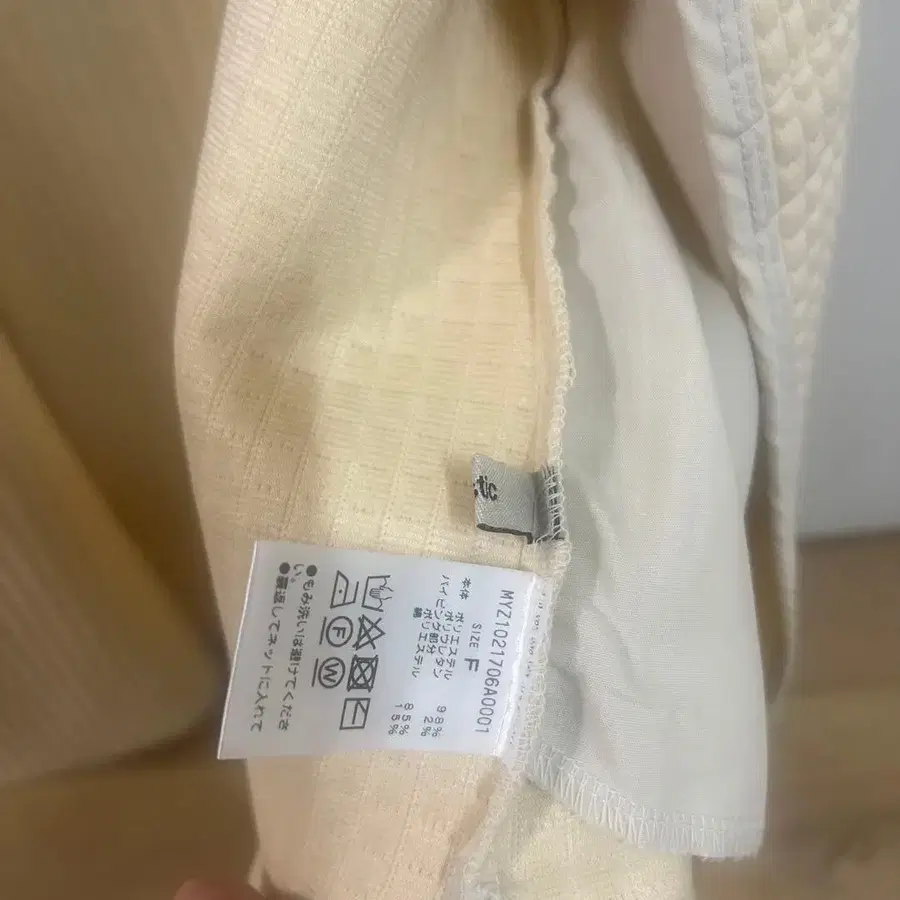 tic
MYZ1021706A0001
SIZE F
本体 ポリエステル 98%
ポリウレタン 2%
パイピング部分
ポリエステル 85%
綿 15%
F W
●もみ洗いは避けてくださ
い。
●裏返してネットに入れて